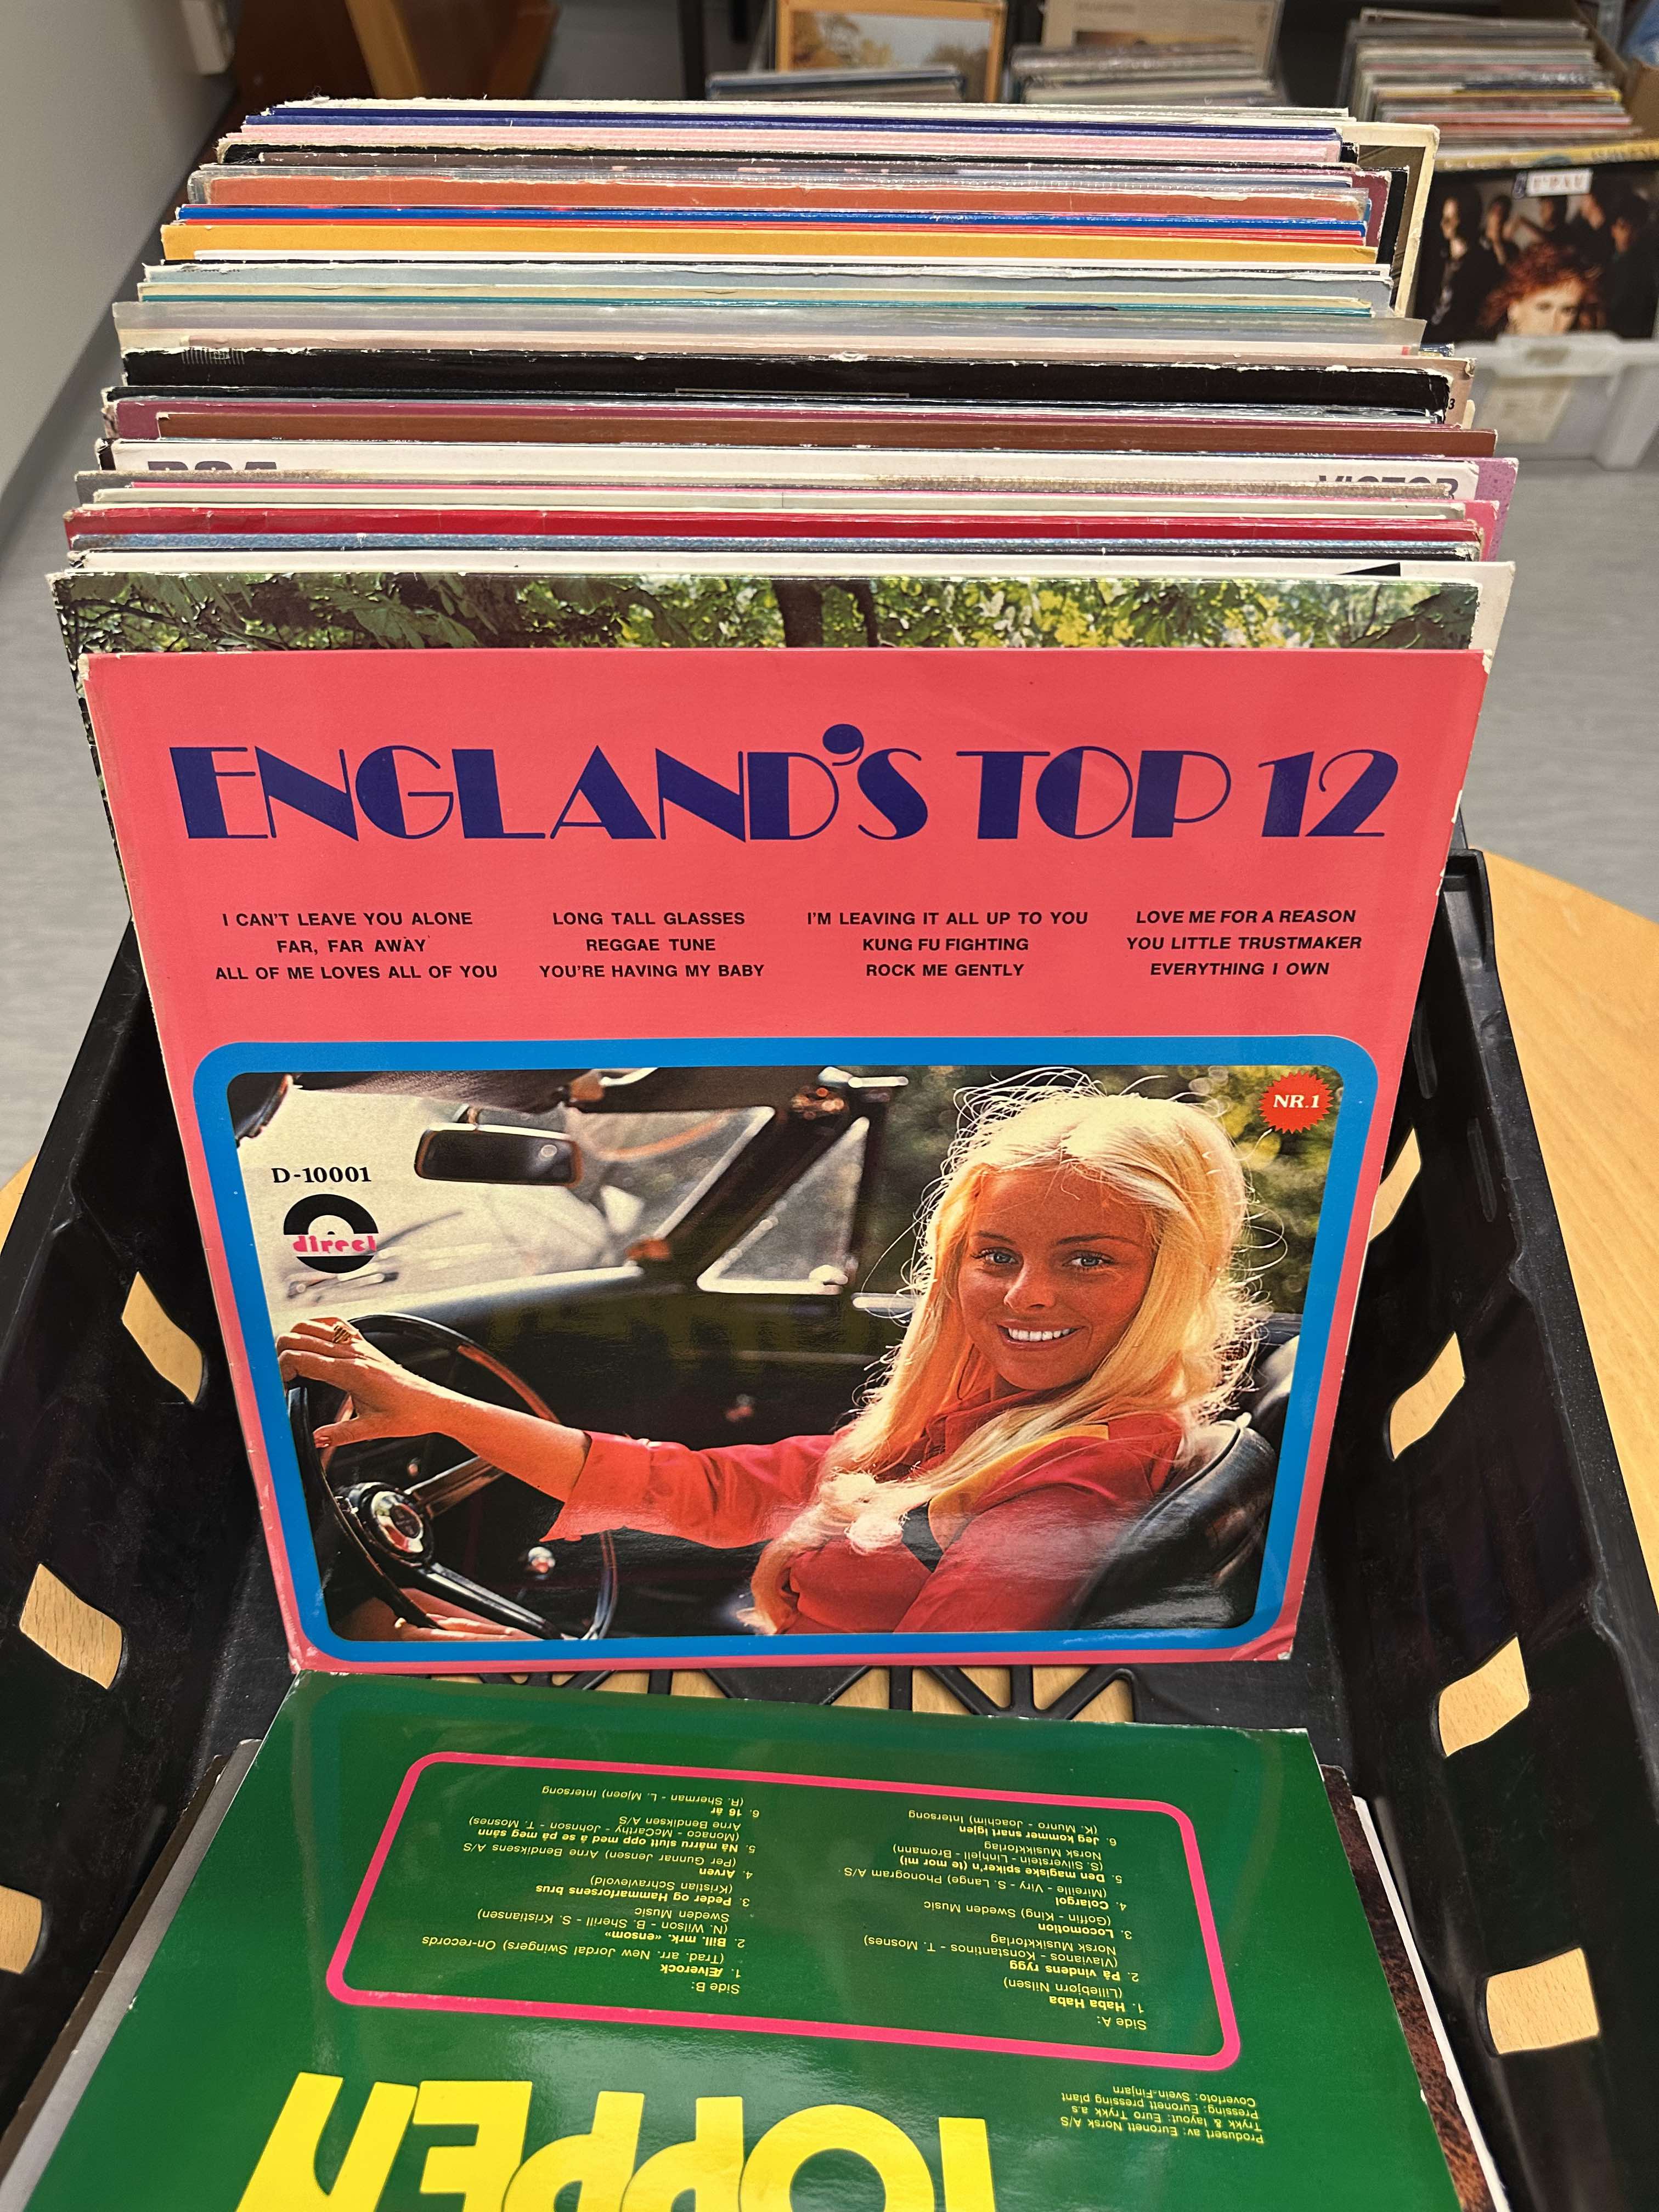 RCA
VICTOR
ENGLAND'S TOP 12
I CAN'T LEAVE YOU ALONE
FAR, FAR AWAY
ALL OF ME LOVES ALL OF YOU
LONG TALL GLASSES
REGGAE TUNE
YOU'RE HAVING MY BABY
I'M LEAVING IT ALL UP TO YOU
KUNG FU FIGHTING
ROCK ME GENTLY
LOVE ME FOR A REASON
YOU LITTLE TRUSTMAKER
EVERYTHING I OWN
NR.1
D-10001
direct
TOPPEN
Produsert av: Euronett Norsk A/S
Trykk & layout: Euro Trykk a.s
Pressing: Euronett pressing plant
Coverfoto: Svein-Finjarn
Side A:
1. Haba Haba
(Lillebjørn Nilsen)
2. På vindens rygg
(Vlavianos - Konstantinos - T. Mosnes)
Norsk Musikkforlag
3. Locomotion
(Goffin - King) Sweden Music
4. Colargol
(Mireille - Viry - S. Lange) Phonogram A/S
5. Den magiske spiker'n (te mor mi)
(S. Silverstein - Linhjell - Bromann)
Norsk Musikkforlag
6. Jeg kommer snart igjen
(K. Munro - Joachim) Intersong
Side B:
1. Ælverock
(Trad. arr. New Jordal Swingers) On-records
2. Bill. mrk. «ensom»
(N. Wilson - B. Sherill - S. Kristiansen)
Sweden Music
3. Peder og Hammarforsens brus
(Kristian Schravlevold)
4. Arven
(Per Gunnar Jensen) Arne Bendiksens A/S
5. Nå måru slutt opp med å se på meg sånn
(Monaco - McCarthy - Johnson - T. Mosnes)
Arne Bendiksen A/S
6. 16 år
(R. Sherman - L. Mjøen) Intersong